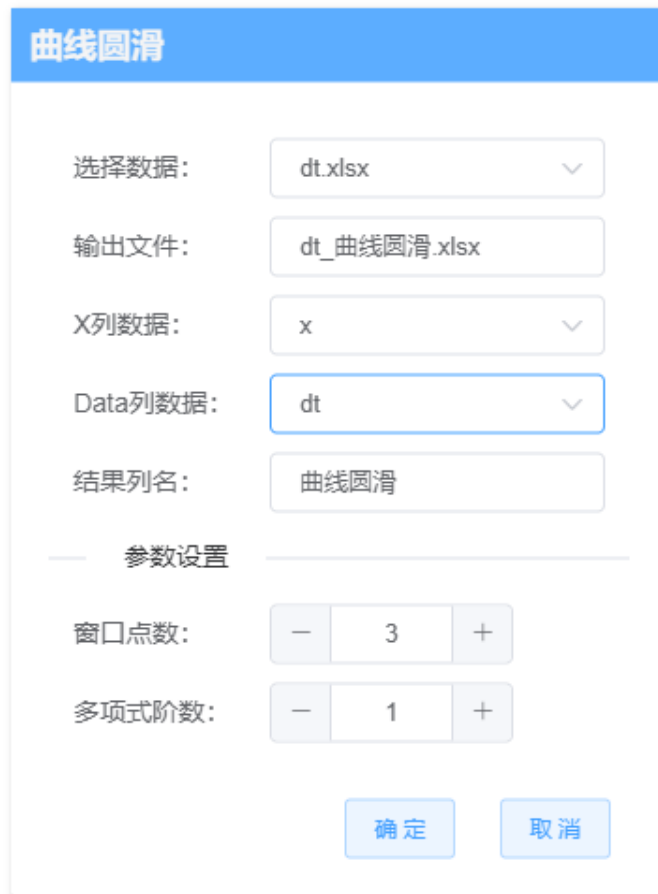 曲线圆滑
选择数据： dt.xlsx
输出文件： dt_曲线圆滑.xlsx
X列数据： x
Data列数据： dt
结果列名： 曲线圆滑
参数设置
窗口点数： － 3 +
多项式阶数： － 1 +
确定 取消